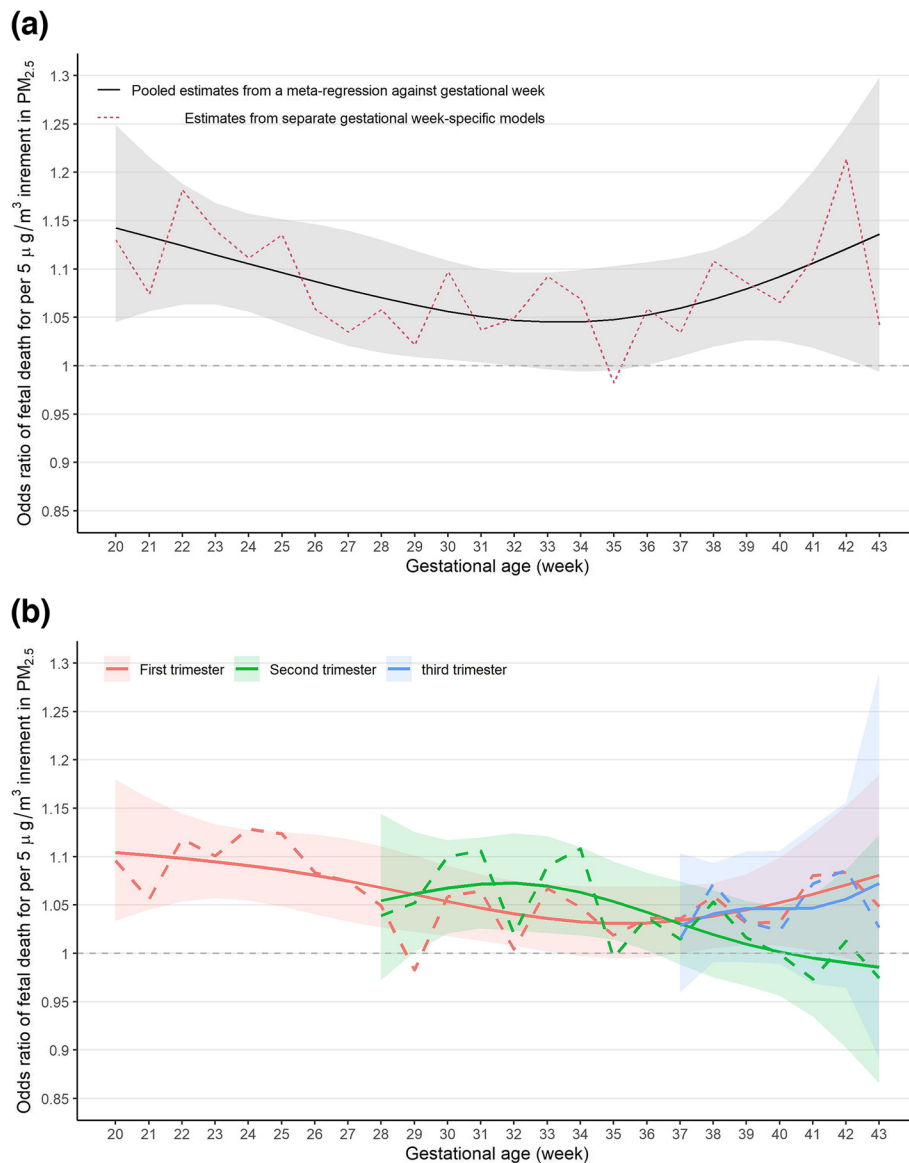 (a)
Odds ratio of fetal death for per 5 μg/m³ inrement in PM2.5
1.3
1.25
1.2
1.15
1.1
1.05
1
0.95
0.9
0.85
Pooled estimates from a meta-regression against gestational week
Estimates from separate gestational week-specific models
20 21 22 23 24 25 26 27 28 29 30 31 32 33 34 35 36 37 38 39 40 41 42 43
Gestational age (week)
(b)
Odds ratio of fetal death for per 5 μg/m³ inrement in PM2.5
1.3
1.25
1.2
1.15
1.1
1.05
1
0.95
0.9
0.85
First trimester Second trimester third trimester
20 21 22 23 24 25 26 27 28 29 30 31 32 33 34 35 36 37 38 39 40 41 42 43
Gestational age (week)